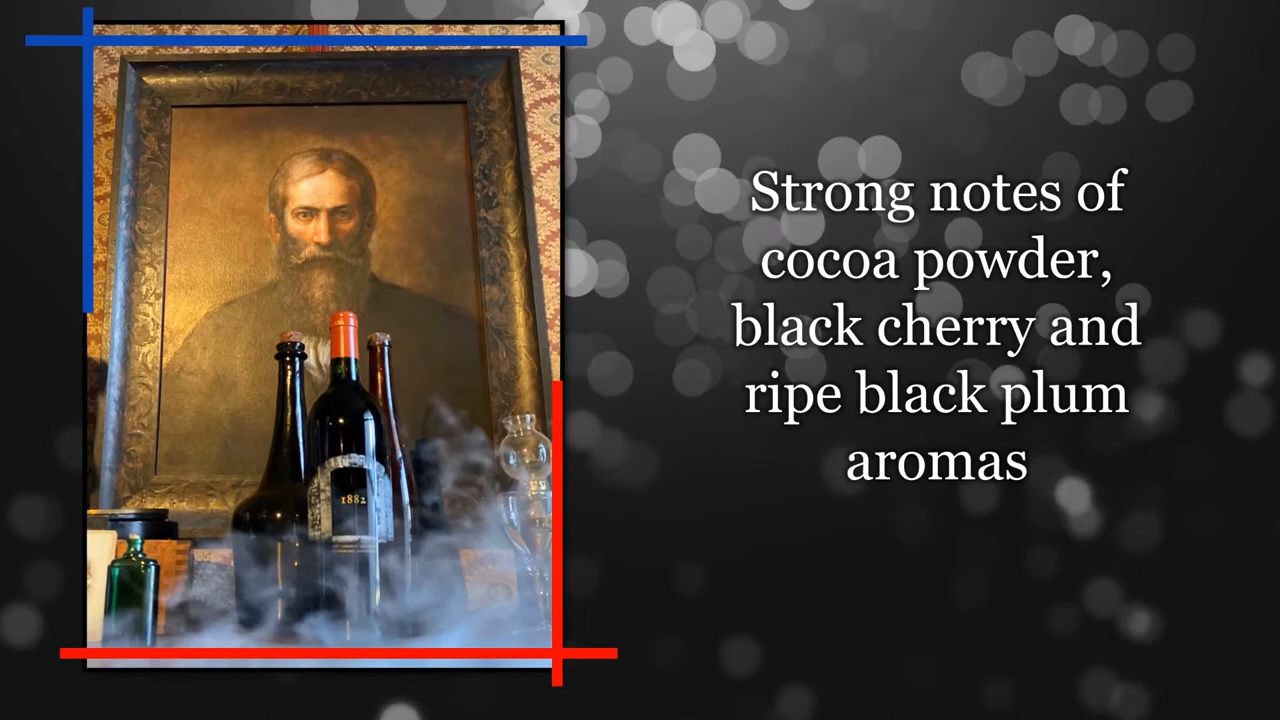 Strong notes of
cocoa powder,
black cherry and
ripe black plum
aromas
1882